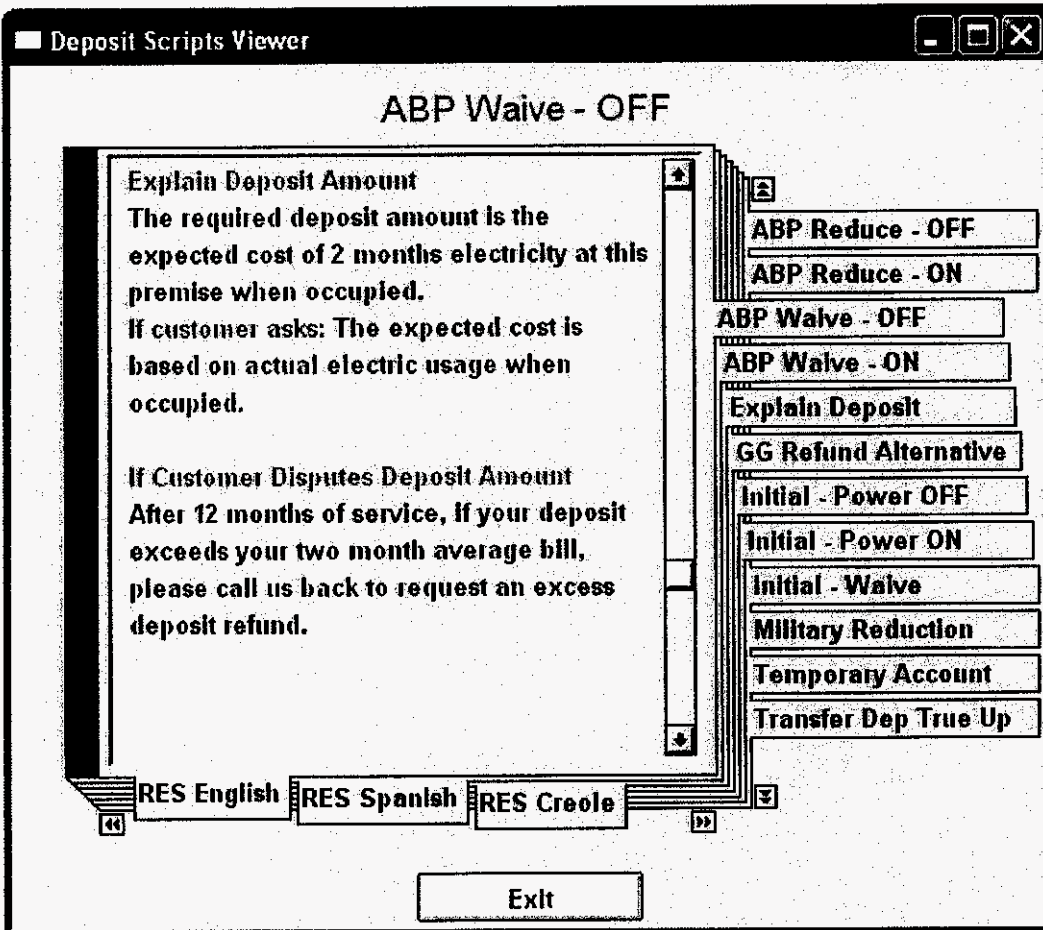 Deposit Scripts Viewer
ABP Waive - OFF
Explain Deposit Amount
The required deposit amount is the
expected cost of 2 months electricity at this
premise when occupied.
If customer asks: The expected cost is
based on actual electric usage when
occupied.
If Customer Disputes Deposit Amount
After 12 months of service, if your deposit
exceeds your two month average bill,
please call us back to request an excess
deposit refund.
ABP Reduce - OFF
ABP Reduce - ON
ABP Waive - OFF
ABP Waive - ON
Explain Deposit
GG Refund Alternative
Initial - Power OFF
Initial - Power ON
Initial - Waive
Military Reduction
Temporary Account
Transfer Dep True Up
RES English
RES Spanish
RES Creole
Exit